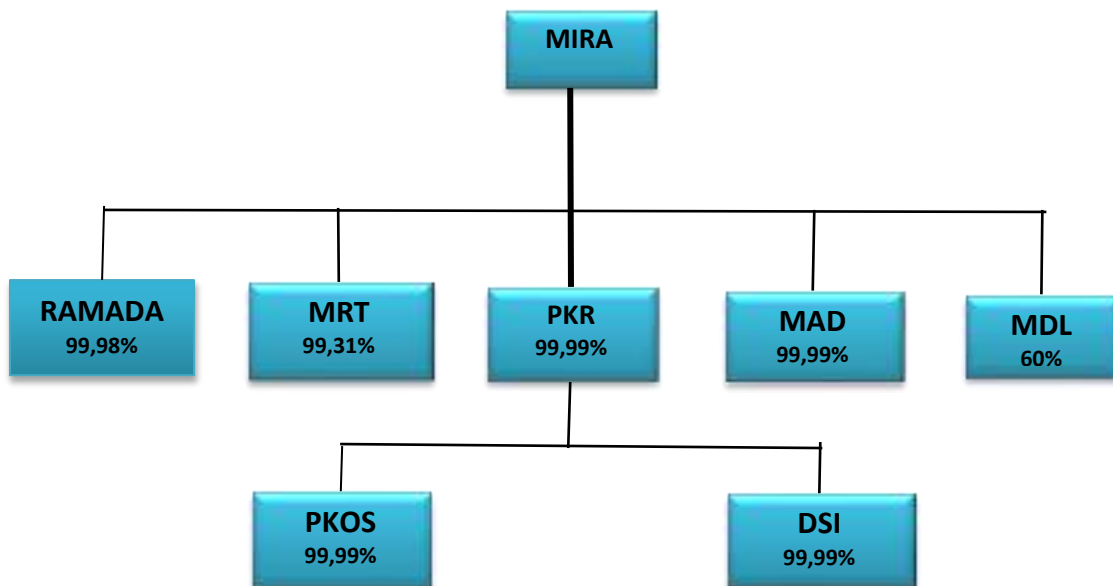 MIRA
RAMADA
99,98%
MRT
99,31%
PKR
99,99%
MAD
99,99%
MDL
60%
PKOS
99,99%
DSI
99,99%